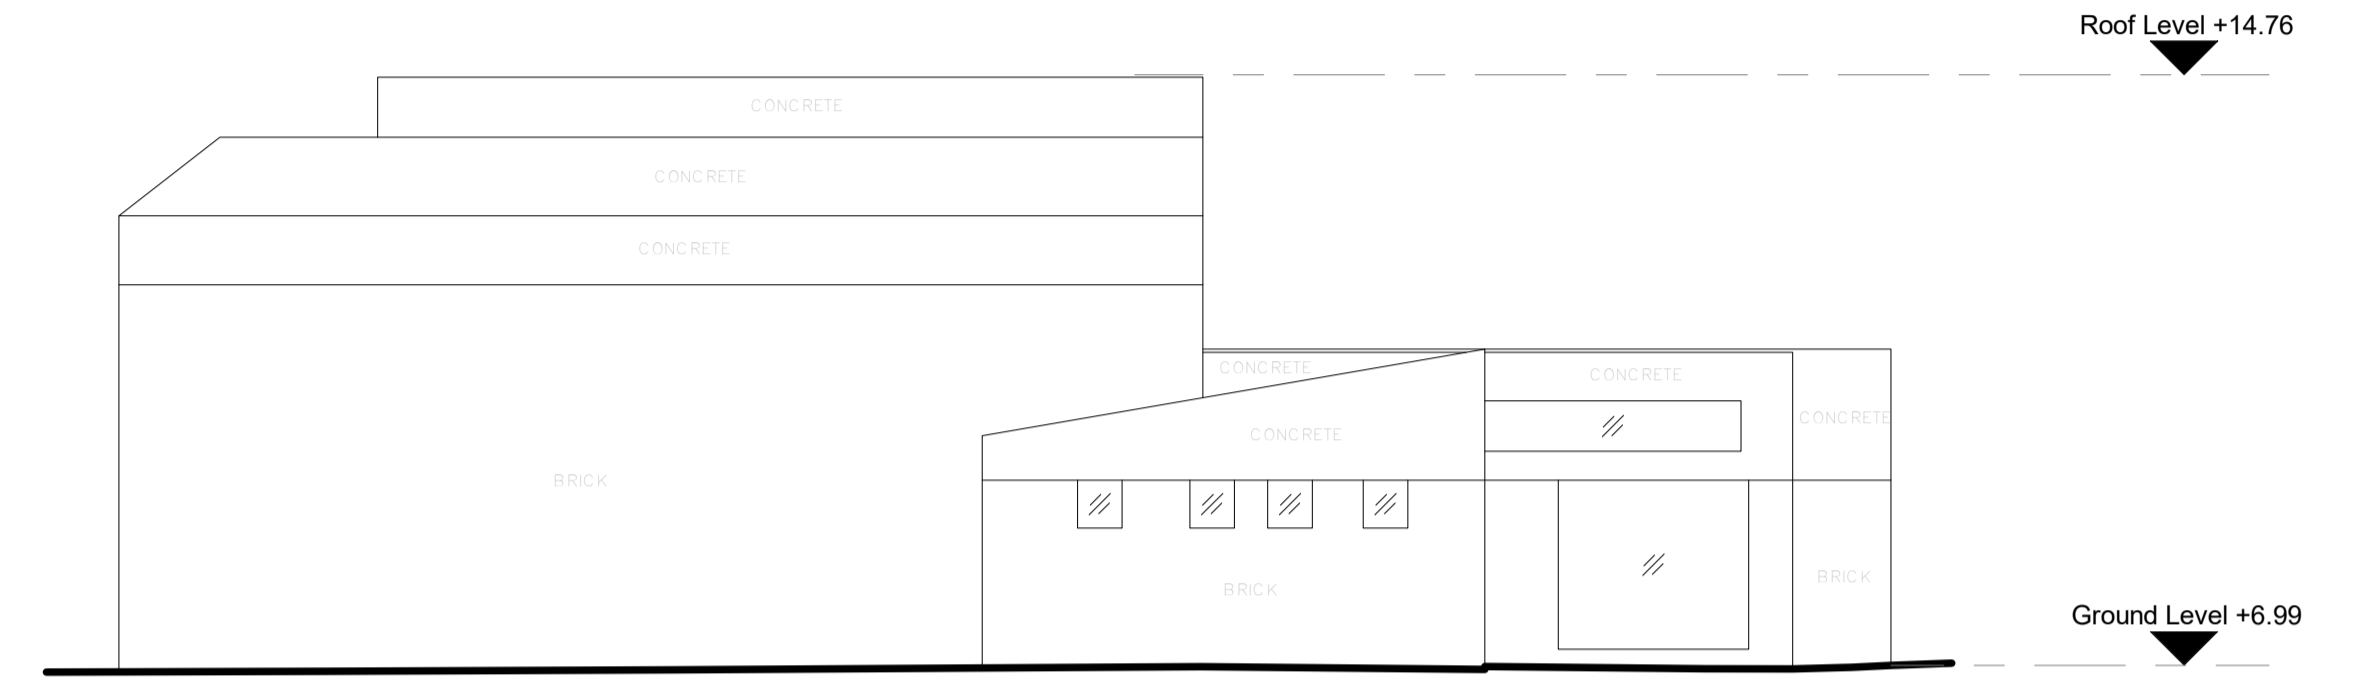 Roof Level +14.76
CONCRETE
CONCRETE
CONCRETE
CONCRETE
CONCRETE
CONCRETE
CONCRETE
BRICK
BRICK
BRICK
Ground Level +6.99